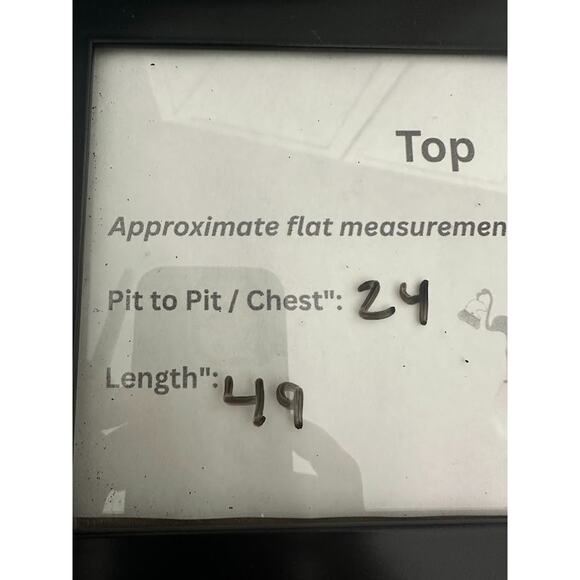 Top
Approximate flat measuremen
Pit to Pit / Chest": 24
Length": 49